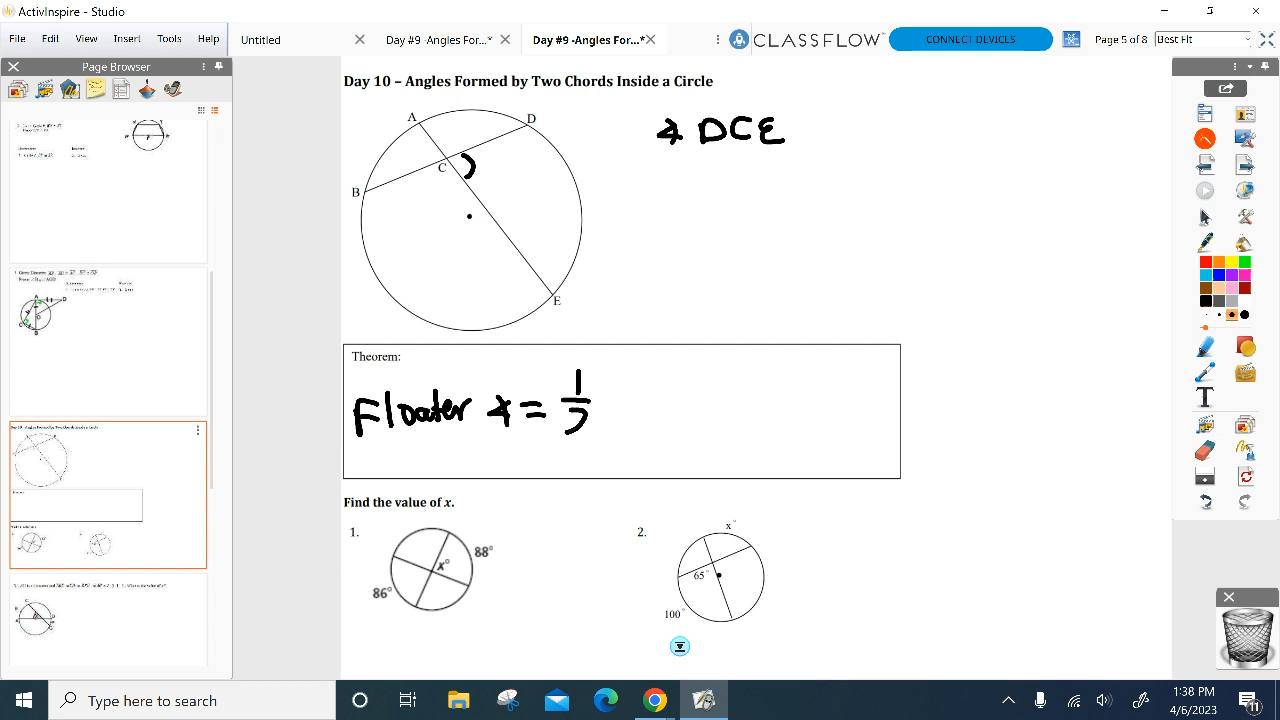 ActivInspire - Studio
File Edit View Insert Tools Help
Untitled
Day #9 -Angles For...*
Day #9 -Angles For...*
CLASSFLOW
CONNECT DEVICES
Page 5 of 8
Best Fit
Page Browser
Day 10 – Angles Formed by Two Chords Inside a Circle
A
D
C
B
E
∡ DCE
Theorem:
Floater ∡ = 1/2
Find the value of x.
1.
88°
x°
86°
2.
x°
65°
100°
Type here to search
1:38 PM
4/6/2023
11